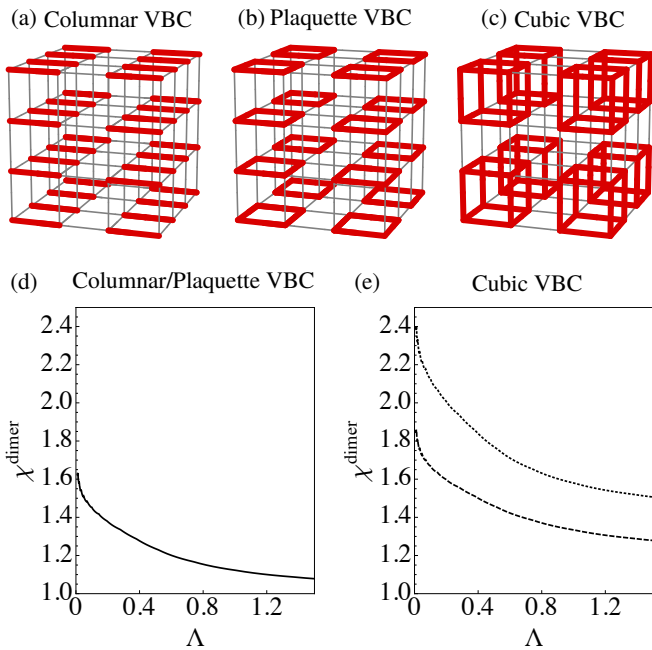 (a) Columnar VBC
(b) Plaquette VBC
(c) Cubic VBC
(d) Columnar/Plaquette VBC
2.4
2.2
2.0
1.8
1.6
1.4
1.2
1.0
χ^dimer
0
0.4
0.8
1.2
Λ
(e) Cubic VBC
2.4
2.2
2.0
1.8
1.6
1.4
1.2
1.0
χ^dimer
0
0.4
0.8
1.2
Λ